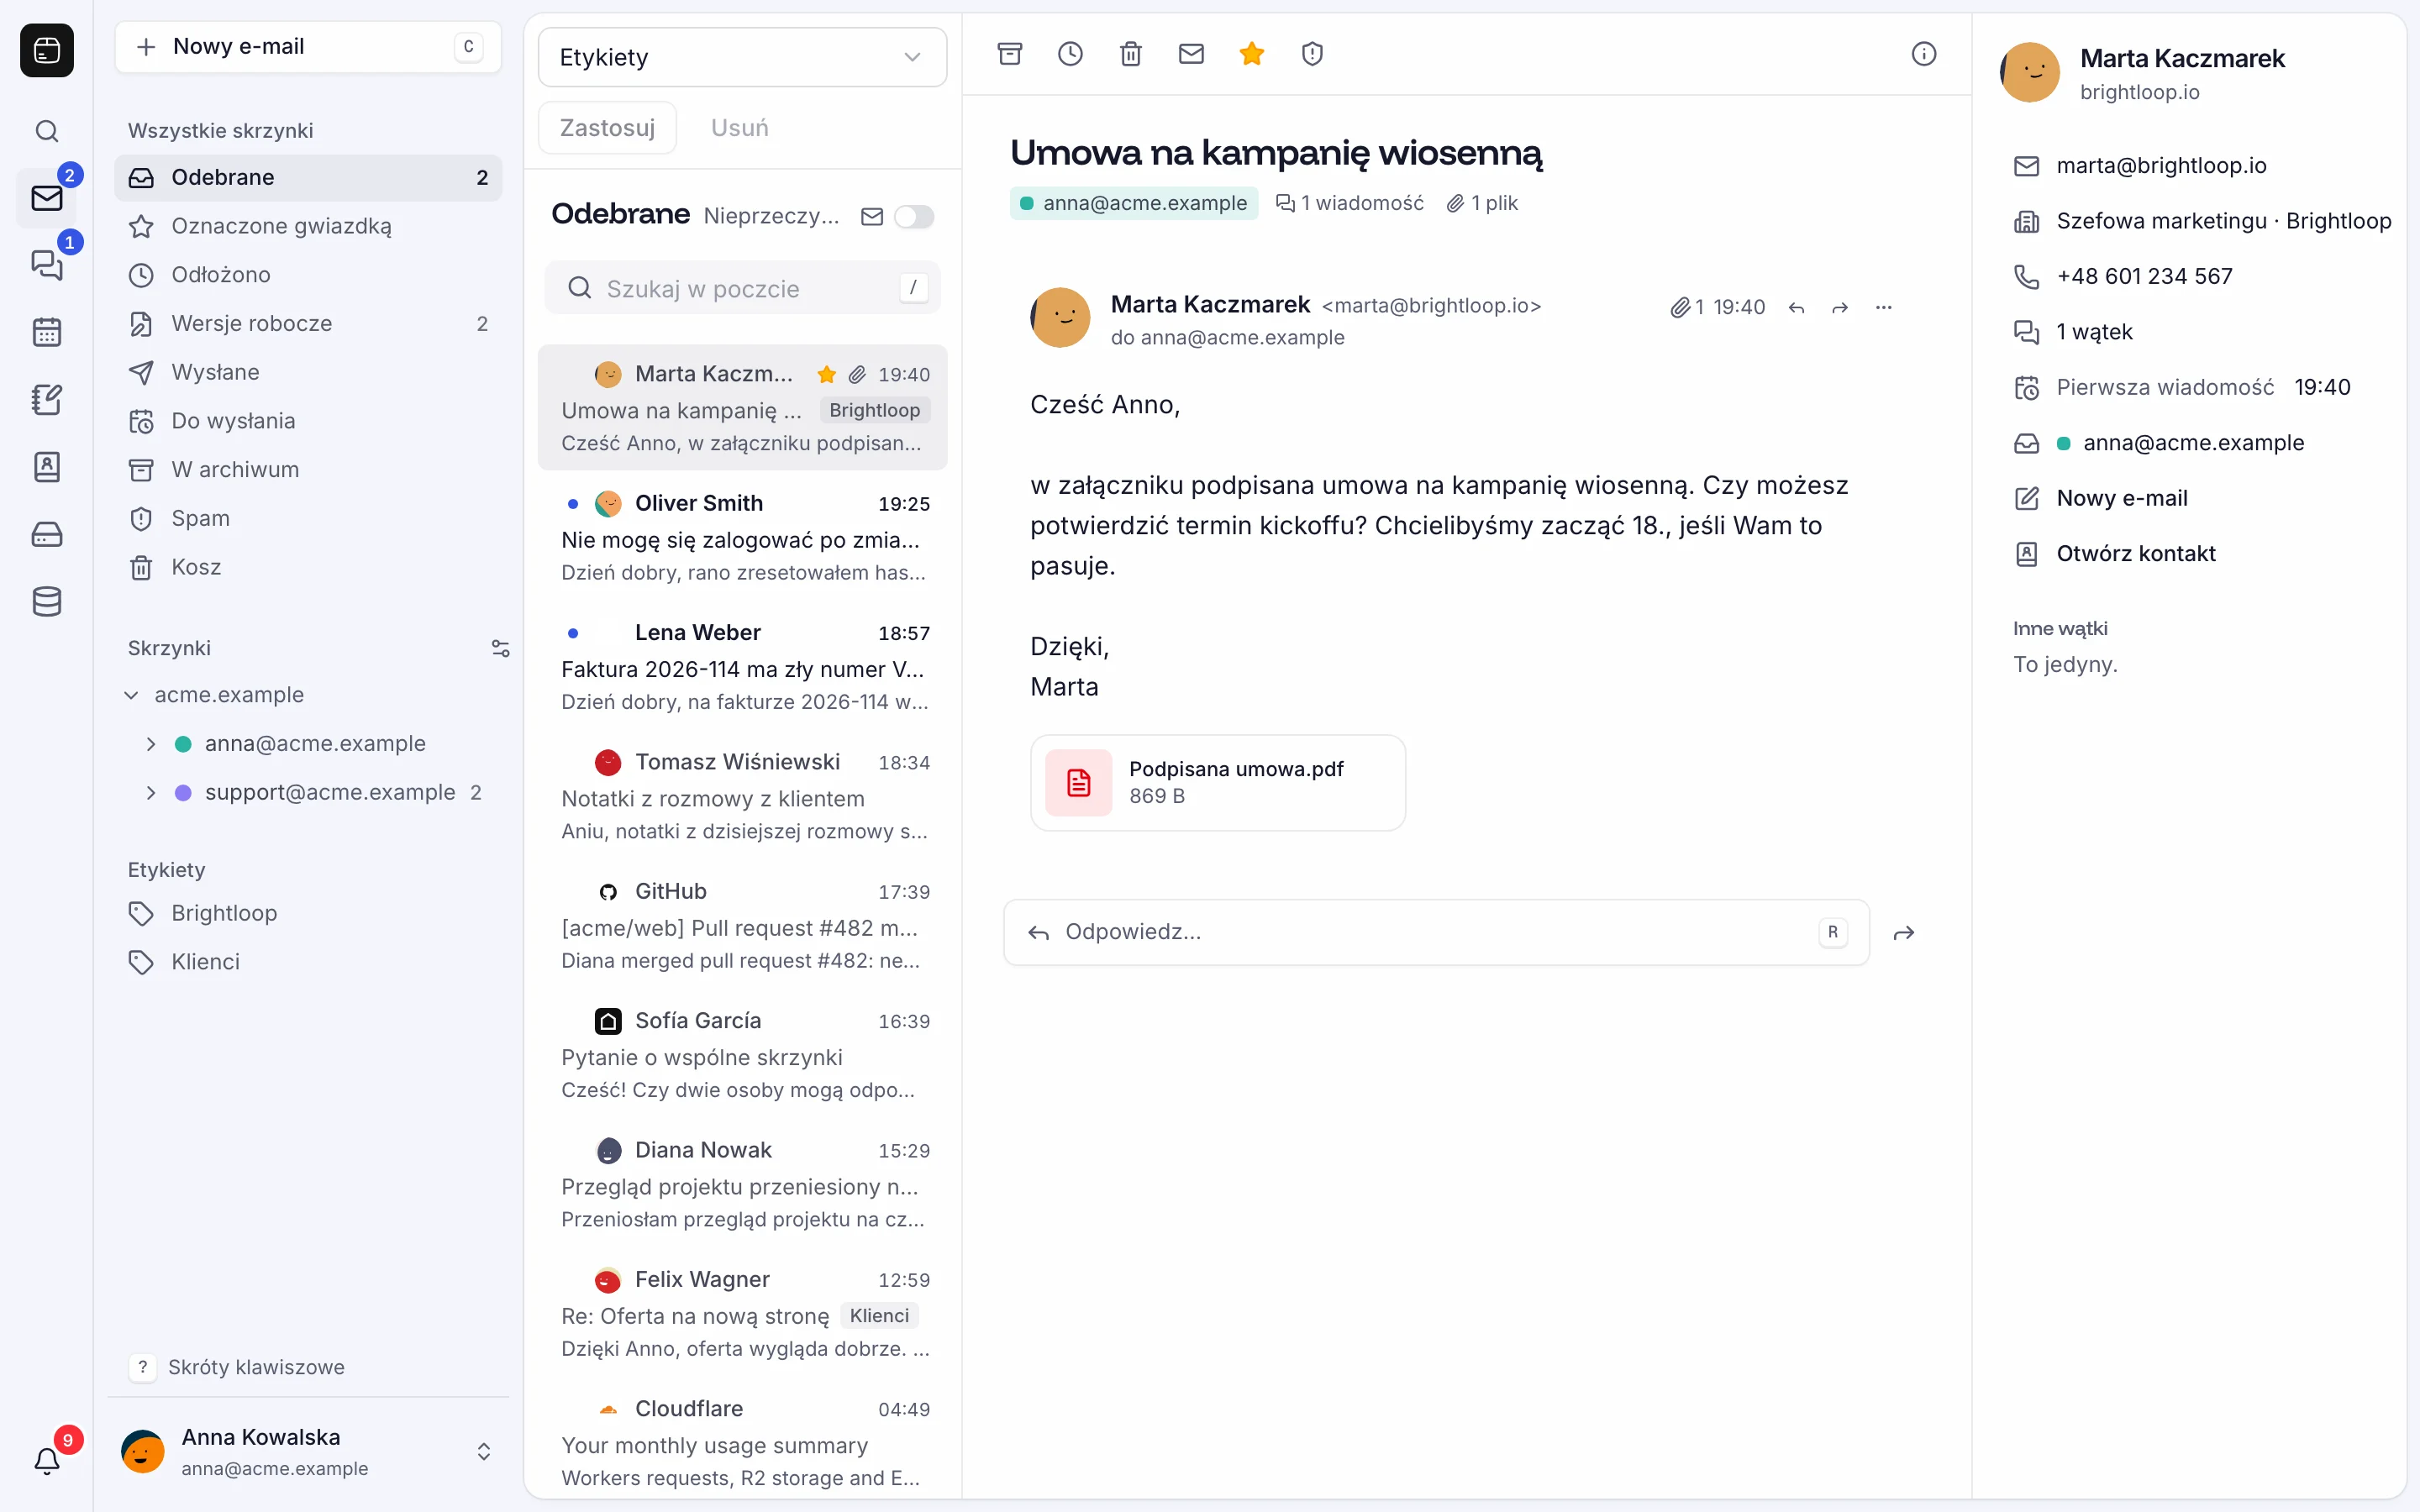 Nowy e-mail
C
Wszystkie skrzynki
Odebrane 2
Oznaczone gwiazdką
Odłożono
Wersje robocze 2
Wysłane
Do wysłania
W archiwum
Spam
Kosz
Skrzynki
acme.example
anna@acme.example
support@acme.example 2
Etykiety
Brightloop
Klienci
? Skróty klawiszowe
Anna Kowalska
anna@acme.example
2
1
9
Etykiety
Zastosuj Usuń
Odebrane Nieprzeczy...
Szukaj w poczcie /
Marta Kaczm... 19:40
Umowa na kampanię ... Brightloop
Cześć Anno, w załączniku podpisan...
Oliver Smith 19:25
Nie mogę się zalogować po zmia...
Dzień dobry, rano zresetowałem has...
Lena Weber 18:57
Faktura 2026-114 ma zły numer V...
Dzień dobry, na fakturze 2026-114 w...
Tomasz Wiśniewski 18:34
Notatki z rozmowy z klientem
Aniu, notatki z dzisiejszej rozmowy s...
GitHub 17:39
[acme/web] Pull request #482 m...
Diana merged pull request #482: ne...
Sofía García 16:39
Pytanie o wspólne skrzynki
Cześć! Czy dwie osoby mogą odpo...
Diana Nowak 15:29
Przegląd projektu przeniesiony n...
Przeniosłam przegląd projektu na cz...
Felix Wagner 12:59
Re: Oferta na nową stronę Klienci
Dzięki Anno, oferta wygląda dobrze. ...
Cloudflare 04:49
Your monthly usage summary
Workers requests, R2 storage and E...
Umowa na kampanię wiosenną
anna@acme.example 1 wiadomość 1 plik
Marta Kaczmarek <marta@brightloop.io> 1 19:40
do anna@acme.example
Cześć Anno,
w załączniku podpisana umowa na kampanię wiosenną. Czy możesz
potwierdzić termin kickoffu? Chcielibyśmy zacząć 18., jeśli Wam to
pasuje.
Dzięki,
Marta
Podpisana umowa.pdf
869 B
Odpowiedz... R
Marta Kaczmarek
brightloop.io
marta@brightloop.io
Szefowa marketingu · Brightloop
+48 601 234 567
1 wątek
Pierwsza wiadomość 19:40
anna@acme.example
Nowy e-mail
Otwórz kontakt
Inne wątki
To jedyny.